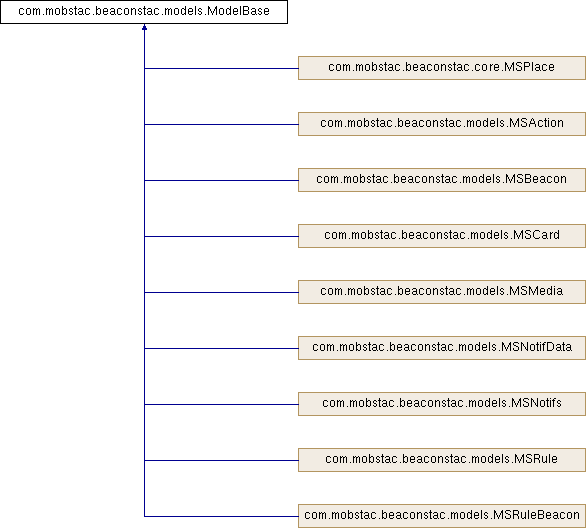 com.mobstac.beaconstac.models.ModelBase
com.mobstac.beaconstac.core.MSPlace
com.mobstac.beaconstac.models.MSAction
com.mobstac.beaconstac.models.MSBeacon
com.mobstac.beaconstac.models.MSCard
com.mobstac.beaconstac.models.MSMedia
com.mobstac.beaconstac.models.MSNotifData
com.mobstac.beaconstac.models.MSNotifs
com.mobstac.beaconstac.models.MSRule
com.mobstac.beaconstac.models.MSRuleBeacon